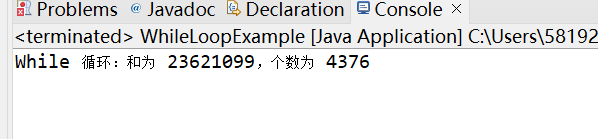 Problems @ Javadoc Declaration Console
<terminated> WhileLoopExample [Java Application] C:\Users\58192
While 循环：和为 23621099，个数为 4376